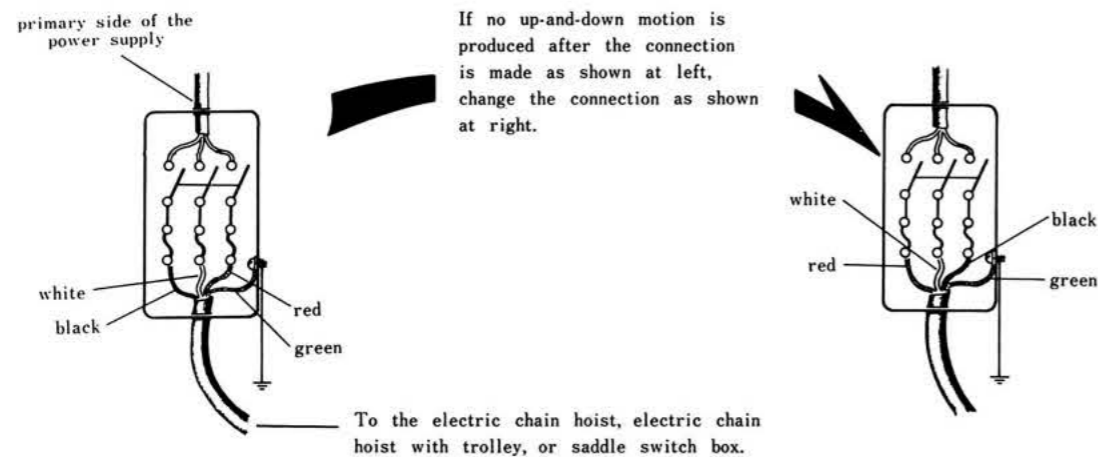 primary side of the
power supply
If no up-and-down motion is
produced after the connection
is made as shown at left,
change the connection as shown
at right.
white
black
red
green
white
red
black
green
To the electric chain hoist, electric chain
hoist with trolley, or saddle switch box.